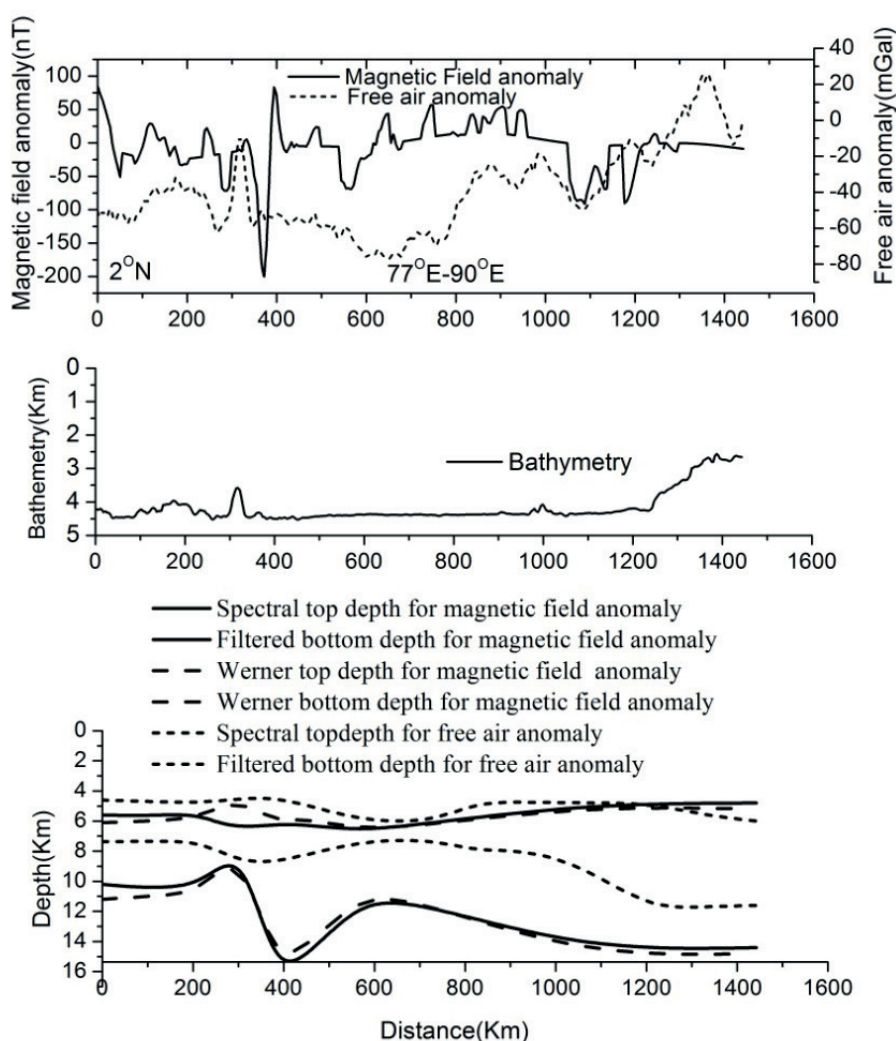 Magnetic field anomaly(nT)
100
50
0
-50
-100
-150
-200
Magnetic Field anomaly
Free air anomaly
2ON
77OE-90OE
40
20
0
-20
-40
-60
-80
Free air anomaly(mGal)
0 200 400 600 800 1000 1200 1400 1600
Bathemetry(Km)
0
1
2
3
4
5
Bathymetry
0 200 400 600 800 1000 1200 1400 1600
Spectral top depth for magnetic field anomaly
Filtered bottom depth for magnetic field anomaly
Werner top depth for magnetic field anomaly
Werner bottom depth for magnetic field anomaly
Spectral topdepth for free air anomaly
Filtered bottom depth for free air anomaly
Depth(Km)
0
2
4
6
8
10
12
14
16
0 200 400 600 800 1000 1200 1400 1600
Distance(Km)